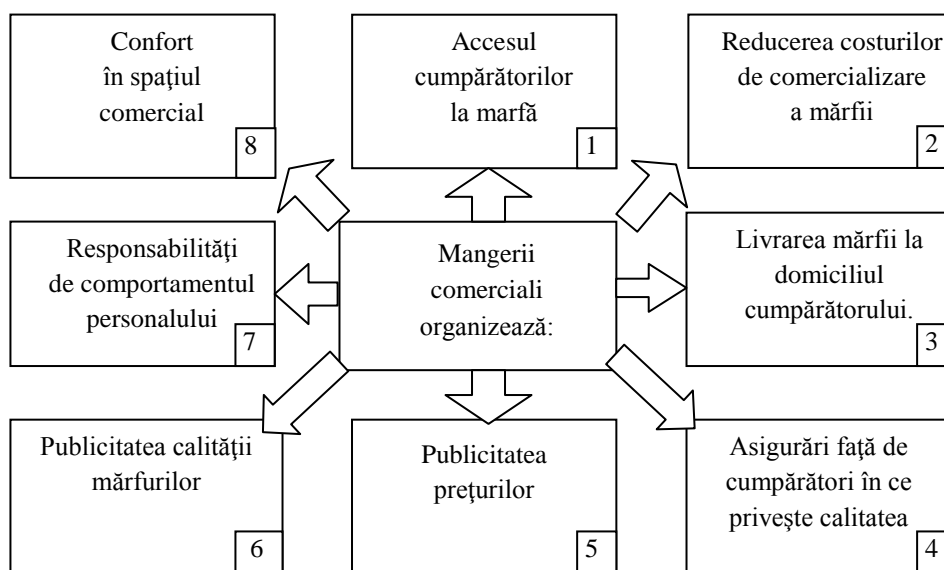 Confort
în spaţiul
comercial
8
Accesul
cumpărătorilor
la marfă
1
Reducerea costurilor
de comercializare
a mărfii
2
Responsabilităţi
de comportamentul
personalului
7
Mangerii
comerciali
organizează:
Livrarea mărfii la
domiciliul
cumpărătorului.
3
Publicitatea calităţii
mărfurilor
6
Publicitatea
preţurilor
5
Asigurări faţă de
cumpărători în ce
priveşte calitatea
4